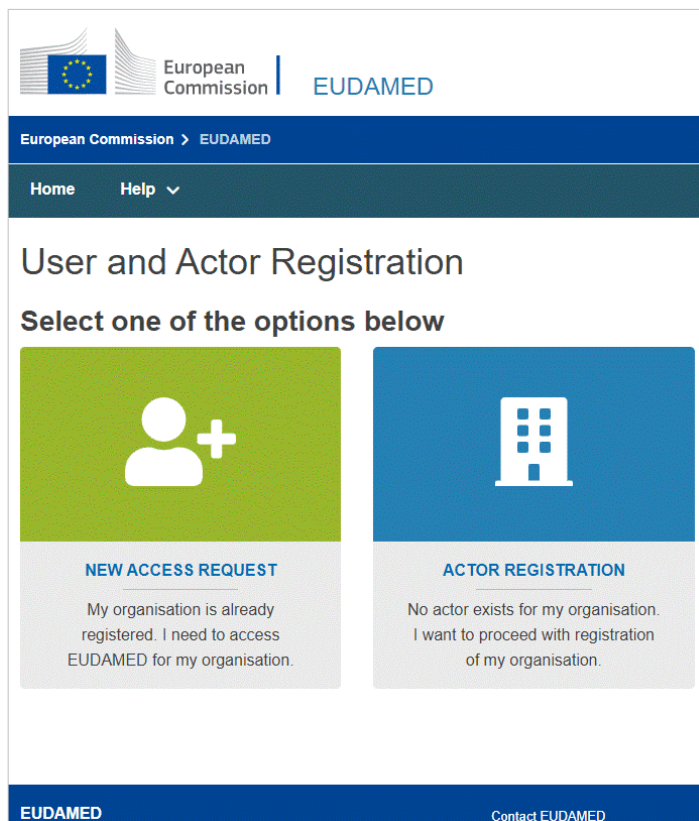 European
Commission
EUDAMED
European Commission > EUDAMED
Home Help
User and Actor Registration
Select one of the options below
NEW ACCESS REQUEST
My organisation is already
registered. I need to access
EUDAMED for my organisation.
ACTOR REGISTRATION
No actor exists for my organisation.
I want to proceed with registration
of my organisation.
EUDAMED
Contact EUDAMED